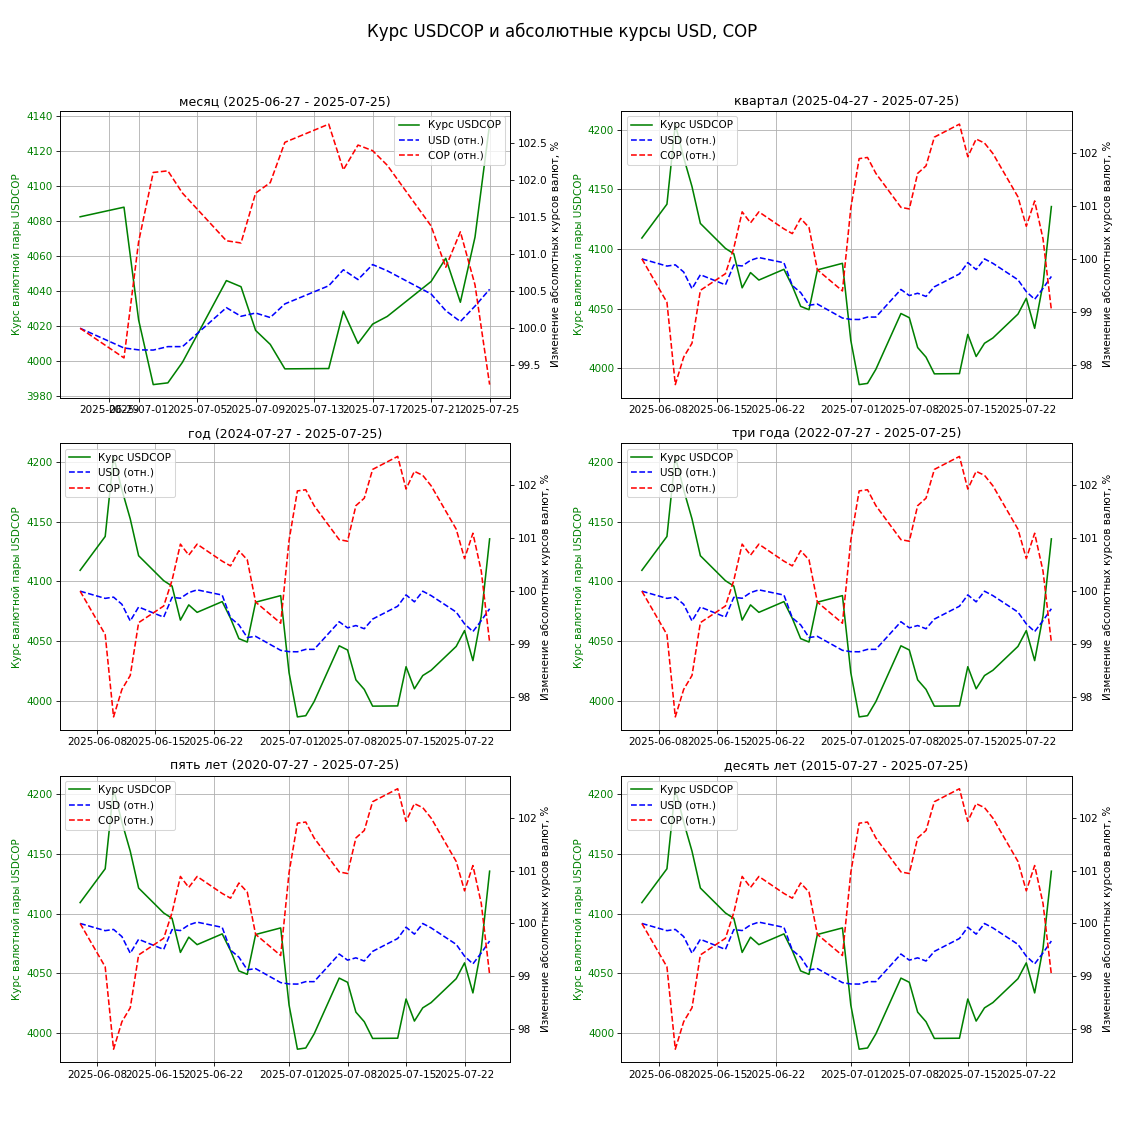 Курс USDCOP и абсолютные курсы USD, COP
месяц (2025-06-27 - 2025-07-25)
Курс валютной пары USDCOP
4140
4120
4100
4080
4060
4040
4020
4000
3980
Курс USDCOP
USD (отн.)
COP (отн.)
102.5
102.0
101.5
101.0
100.5
100.0
99.5
Изменение абсолютных курсов валют, %
2025-06-29 2025-07-01 2025-07-05 2025-07-09 2025-07-13 2025-07-17 2025-07-21 2025-07-25
квартал (2025-04-27 - 2025-07-25)
Курс валютной пары USDCOP
4200
4150
4100
4050
4000
Курс USDCOP
USD (отн.)
COP (отн.)
102
101
100
99
98
Изменение абсолютных курсов валют, %
2025-06-08 2025-06-15 2025-06-22 2025-07-01 2025-07-08 2025-07-15 2025-07-22
год (2024-07-27 - 2025-07-25)
Курс валютной пары USDCOP
4200
4150
4100
4050
4000
Курс USDCOP
USD (отн.)
COP (отн.)
102
101
100
99
98
Изменение абсолютных курсов валют, %
2025-06-08 2025-06-15 2025-06-22 2025-07-01 2025-07-08 2025-07-15 2025-07-22
три года (2022-07-27 - 2025-07-25)
Курс валютной пары USDCOP
4200
4150
4100
4050
4000
Курс USDCOP
USD (отн.)
COP (отн.)
102
101
100
99
98
Изменение абсолютных курсов валют, %
2025-06-08 2025-06-15 2025-06-22 2025-07-01 2025-07-08 2025-07-15 2025-07-22
пять лет (2020-07-27 - 2025-07-25)
Курс валютной пары USDCOP
4200
4150
4100
4050
4000
Курс USDCOP
USD (отн.)
COP (отн.)
102
101
100
99
98
Изменение абсолютных курсов валют, %
2025-06-08 2025-06-15 2025-06-22 2025-07-01 2025-07-08 2025-07-15 2025-07-22
десять лет (2015-07-27 - 2025-07-25)
Курс валютной пары USDCOP
4200
4150
4100
4050
4000
Курс USDCOP
USD (отн.)
COP (отн.)
102
101
100
99
98
Изменение абсолютных курсов валют, %
2025-06-08 2025-06-15 2025-06-22 2025-07-01 2025-07-08 2025-07-15 2025-07-22